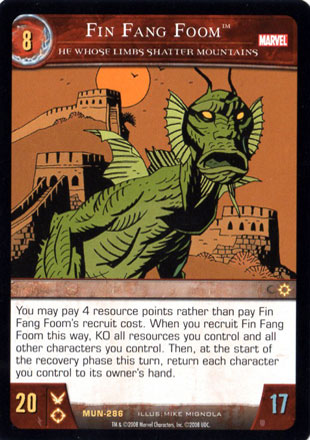 8
FIN FANG FOOM™
MARVEL
HE WHOSE LIMBS SHATTER MOUNTAINS
C
You may pay 4 resource points rather than pay Fin
Fang Foom's recruit cost. When you recruit Fin Fang
Foom this way, KO all resources you control and all
other characters you control. Then, at the start of
the recovery phase this turn, return each character
you control to its owner's hand.
20
MUN-286
ILLUS: MIKE MIGNOLA
17
TM & ©2008 Marvel Characters, Inc. ©2008 UDC.